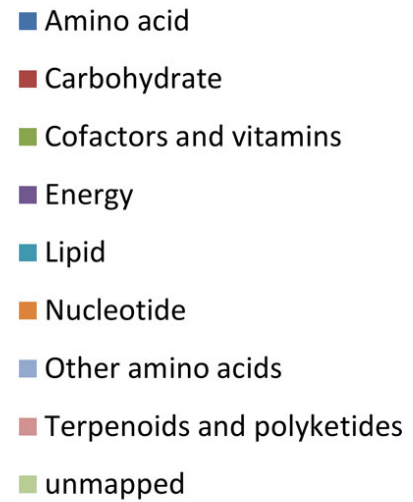 Amino acid
Carbohydrate
Cofactors and vitamins
Energy
Lipid
Nucleotide
Other amino acids
Terpenoids and polyketides
unmapped